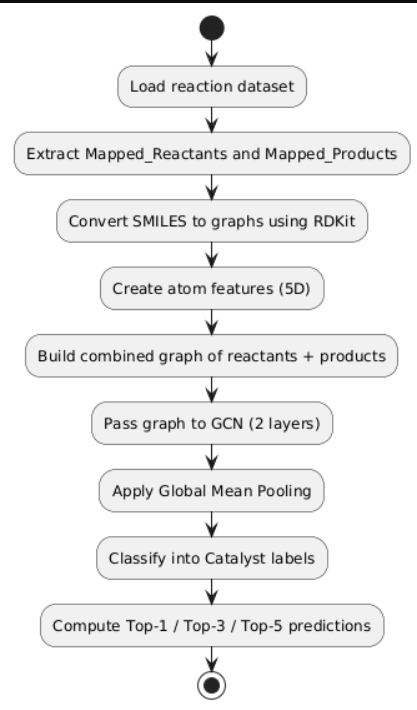 Load reaction dataset
Extract Mapped_Reactants and Mapped_Products
Convert SMILES to graphs using RDKit
Create atom features (5D)
Build combined graph of reactants + products
Pass graph to GCN (2 layers)
Apply Global Mean Pooling
Classify into Catalyst labels
Compute Top-1 / Top-3 / Top-5 predictions